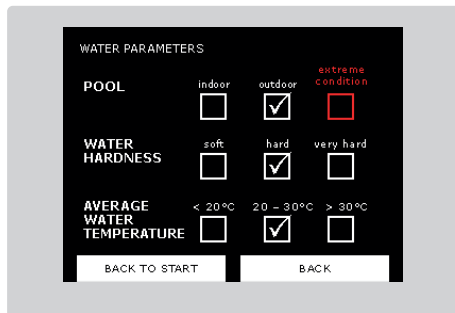 WATER PARAMETERS
extreme
POOL indoor outdoor condition
WATER soft hard very hard
HARDNESS
AVERAGE < 20°C 20 – 30°C > 30°C
WATER
TEMPERATURE
BACK TO START BACK